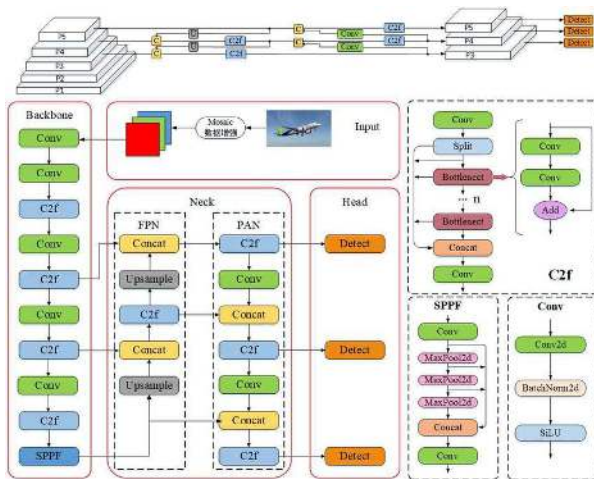 P5
P4
P3
P2
P1
C
U
C2f
C
Conv
C2f
C
U
C2f
C
Conv
C2f
P5
P4
P3
Detect
Detect
Detect
Backbone
Conv
Conv
C2f
Conv
C2f
Conv
C2f
Conv
C2f
SPPF
Mosaic
数据增强
Input
Neck
FPN
Concat
Upsample
C2f
Concat
Upsample
PAN
C2f
Conv
Concat
C2f
Conv
Concat
C2f
Head
Detect
Detect
Detect
Conv
Split
Bottlenect
... n
Bottlenect
Concat
Conv
Conv
Conv
Add
C2f
SPPF
Conv
MaxPool2d
MaxPool2d
MaxPool2d
Concat
Conv
Conv
Conv2d
BatchNorm2d
SiLU